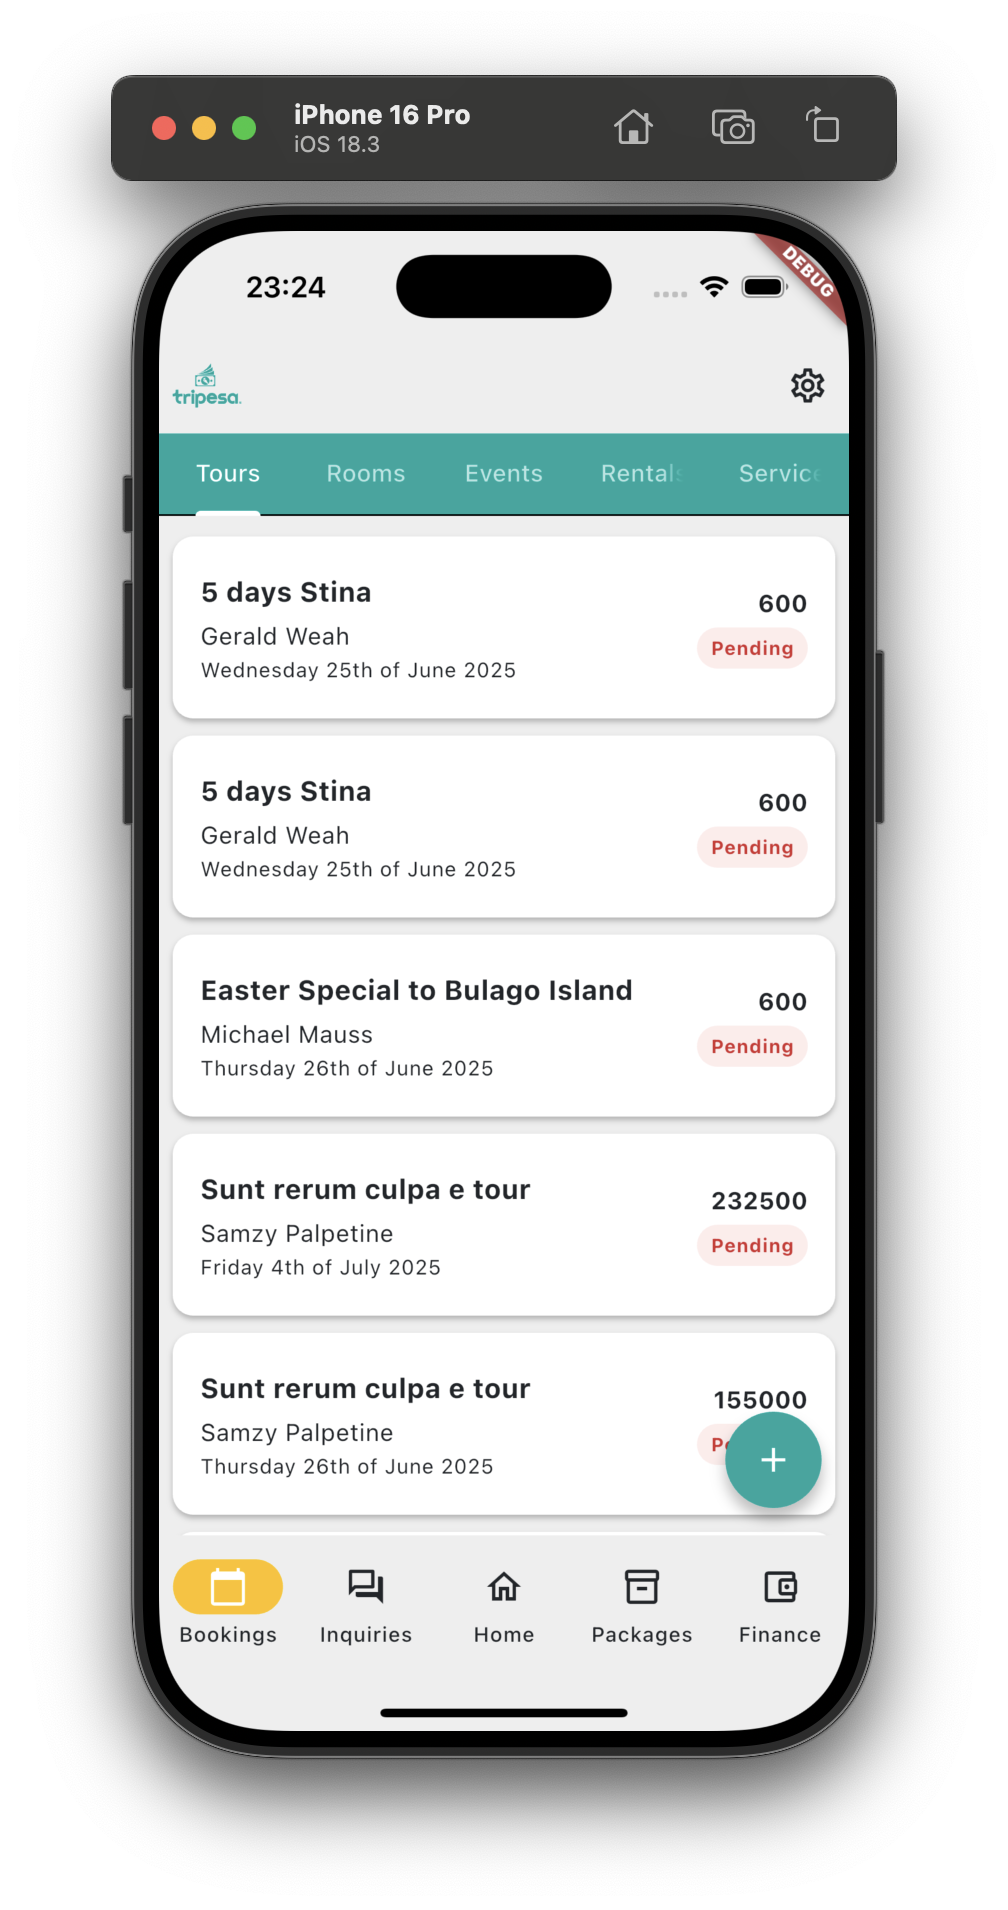 iPhone 16 Pro
iOS 18.3
23:24
DEBUG
tripesa.
Tours Rooms Events Rentals Service
5 days Stina
600
Gerald Weah
Pending
Wednesday 25th of June 2025
5 days Stina
600
Gerald Weah
Pending
Wednesday 25th of June 2025
Easter Special to Bulago Island
600
Michael Mauss
Pending
Thursday 26th of June 2025
Sunt rerum culpa e tour
232500
Samzy Palpetine
Pending
Friday 4th of July 2025
Sunt rerum culpa e tour
155000
Samzy Palpetine
Thursday 26th of June 2025
Bookings Inquiries Home Packages Finance